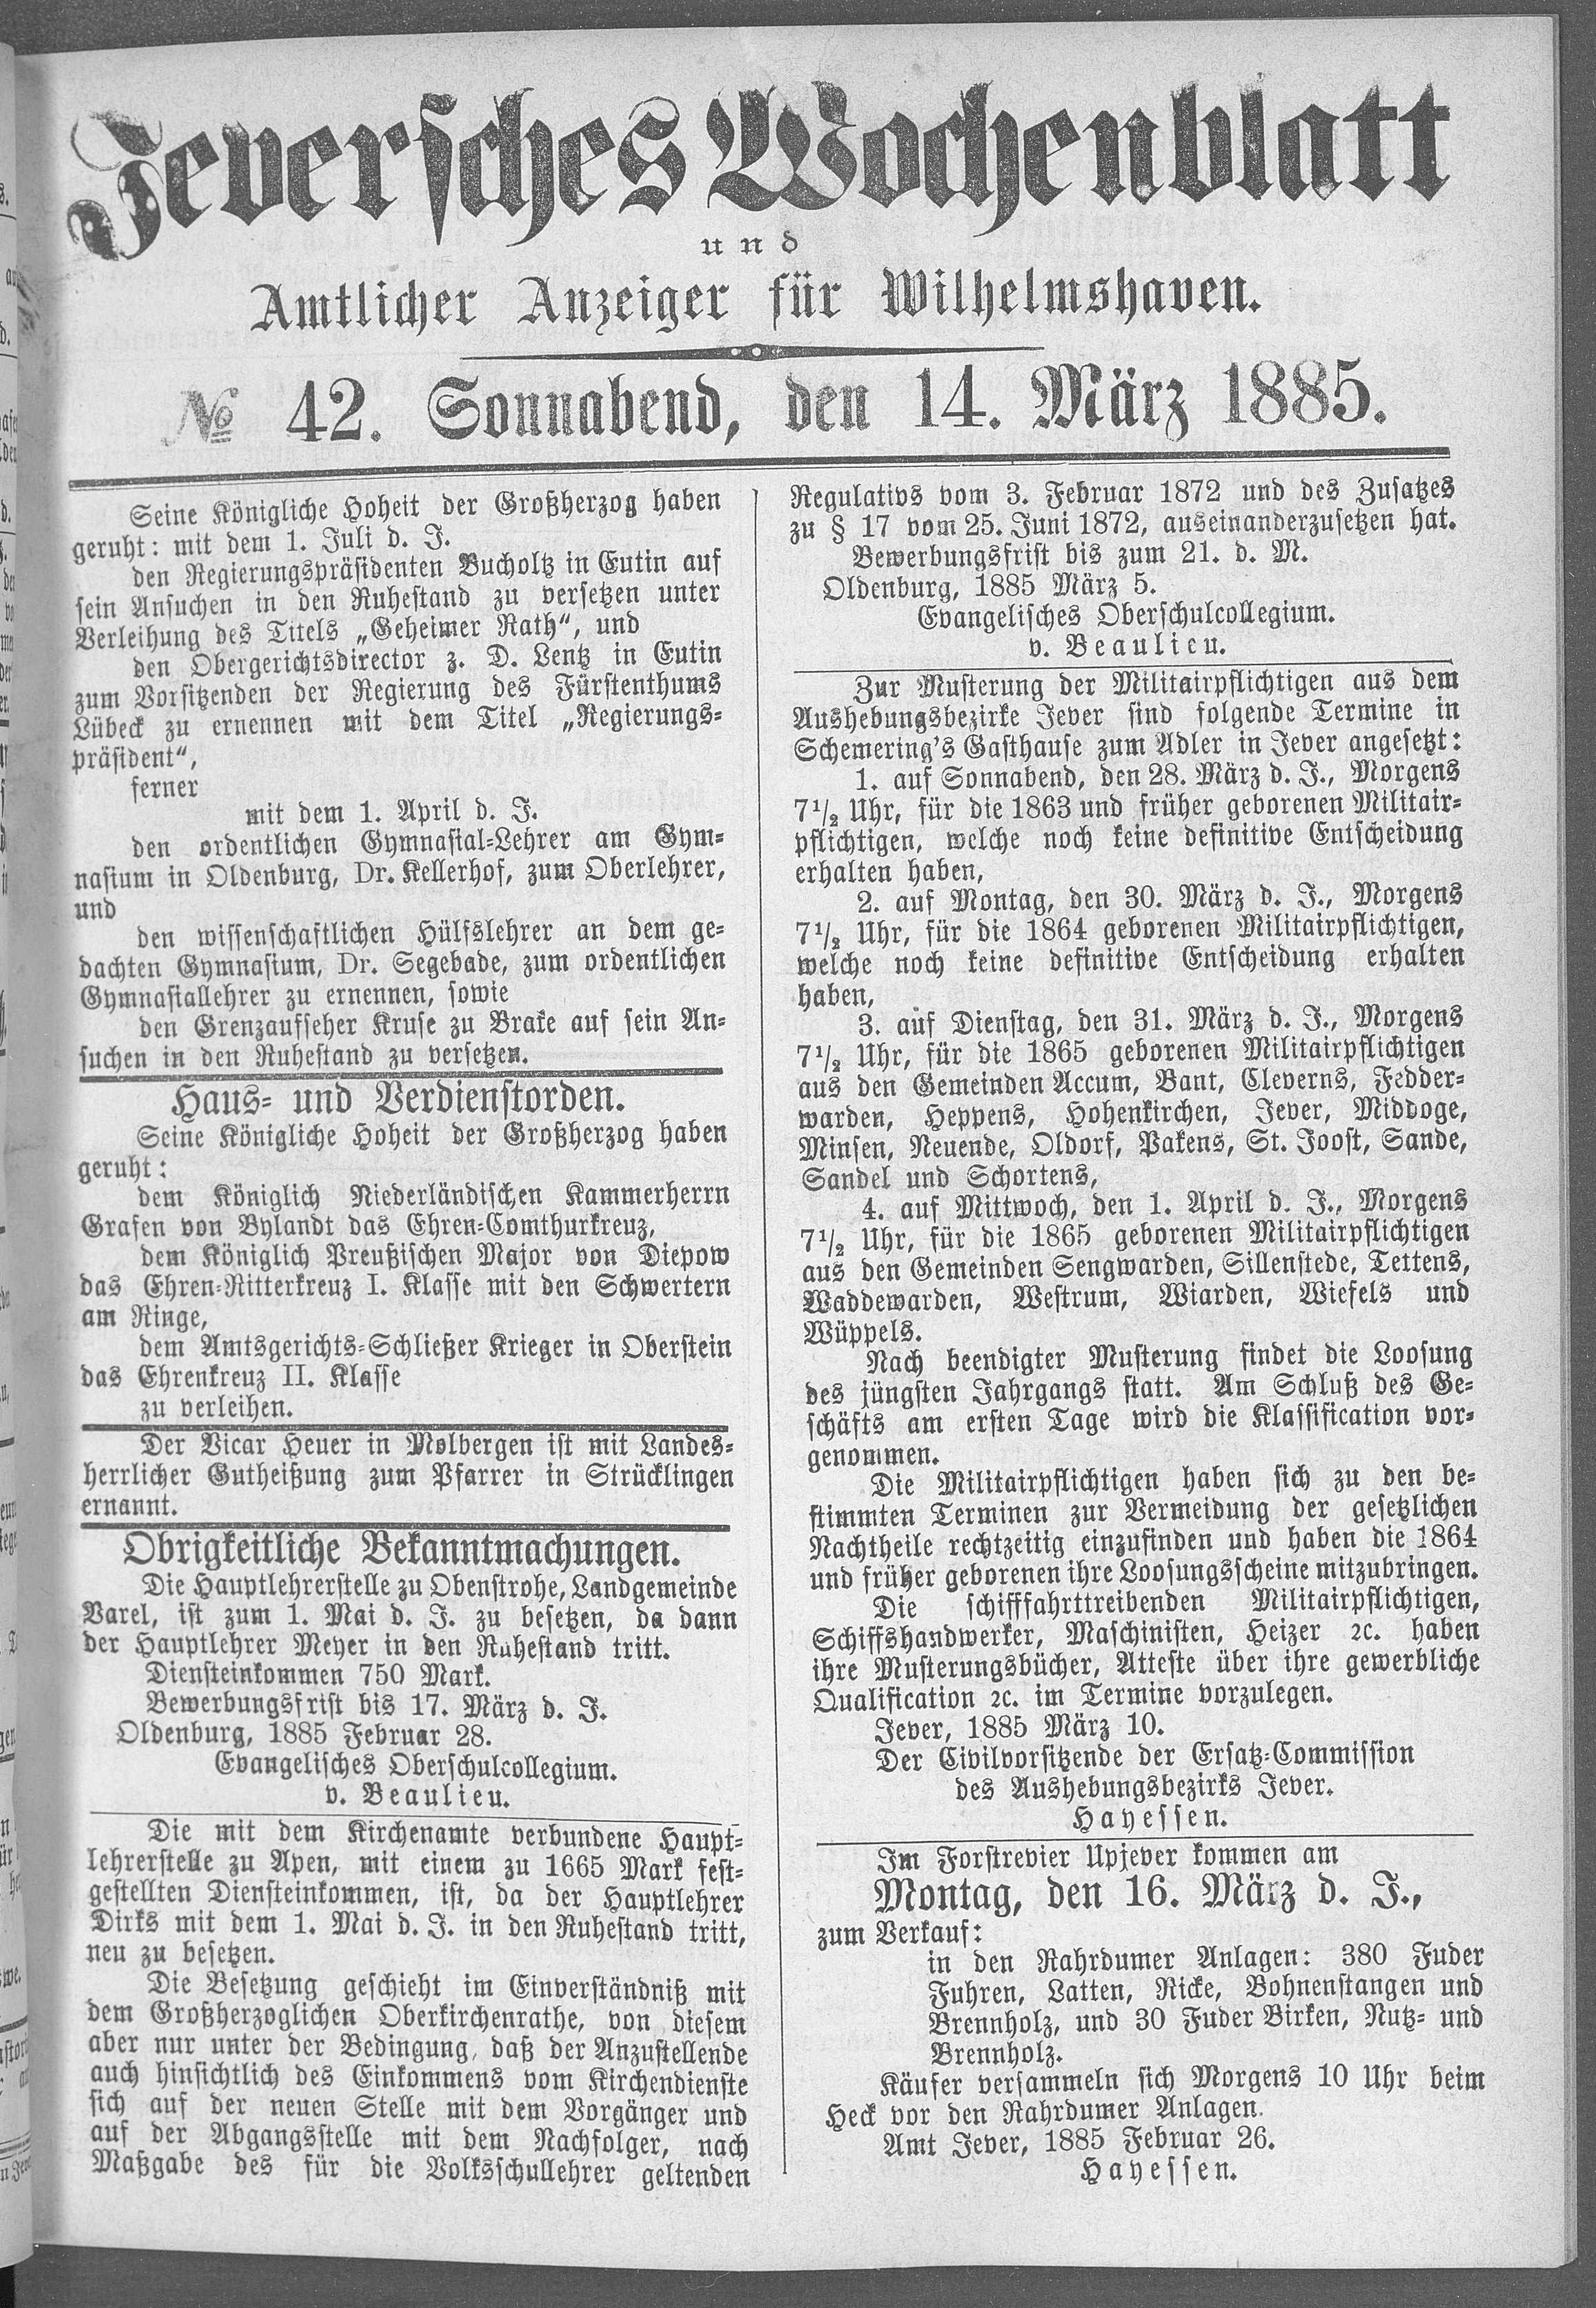 Jeversches Wochenblatt
und
Amtlicher Anzeiger für Wilhelmshaven.
№ 42. Sonnabend, den 14. März 1885.
Seine Königliche Hoheit der Großherzog haben
geruht: mit dem 1. Juli d. J.
den Regierungspräsidenten Bucholtz in Eutin auf
sein Ansuchen in den Ruhestand zu versetzen unter
Verleihung des Titels „Geheimer Rath“, und
den Obergerichtsdirector z. D. Lentz in Eutin
zum Vorsitzenden der Regierung des Fürstenthums
Lübeck zu ernennen mit dem Titel „Regierungs-
präsident“,
ferner
mit dem 1. April d. J.
den ordentlichen Gymnasial-Lehrer am Gym-
nasium in Oldenburg, Dr. Kellerhof, zum Oberlehrer,
und
den wissenschaftlichen Hülfslehrer an dem ge-
dachten Gymnasium, Dr. Segebade, zum ordentlichen
Gymnasiallehrer zu ernennen, sowie
den Grenzaufseher Kruse zu Brake auf sein An-
suchen in den Ruhestand zu versetzen.
Haus- und Verdienstorden.
Seine Königliche Hoheit der Großherzog haben
geruht:
dem Königlich Niederländischen Kammerherrn
Grafen von Bylandt das Ehren-Comthurkreuz,
dem Königlich Preußischen Major von Diepow
das Ehren-Ritterkreuz I. Klasse mit den Schwertern
am Ringe,
dem Amtsgerichts-Schließer Krieger in Oberstein
das Ehrenkreuz II. Klasse
zu verleihen.
Der Vicar Heuer in Molbergen ist mit Landes-
herrlicher Gutheißung zum Pfarrer in Strücklingen
ernannt.
Obrigkeitliche Bekanntmachungen.
Die Hauptlehrerstelle zu Obenstrohe, Landgemeinde
Varel, ist zum 1. Mai d. J. zu besetzen, da dann
der Hauptlehrer Meyer in den Ruhestand tritt.
Diensteinkommen 750 Mark.
Bewerbungsfrist bis 17. März d. J.
Oldenburg, 1885 Februar 28.
Evangelisches Oberschulcollegium.
v. Beaulieu.
Die mit dem Kirchenamte verbundene Haupt-
lehrerstelle zu Apen, mit einem zu 1665 Mark fest-
gestellten Diensteinkommen, ist, da der Hauptlehrer
Dirks mit dem 1. Mai d. J. in den Ruhestand tritt,
neu zu besetzen.
Die Besetzung geschieht im Einverständniß mit
dem Großherzoglichen Oberkirchenrathe, von diesem
aber nur unter der Bedingung, daß der Anzustellende
auch hinsichtlich des Einkommens vom Kirchendienste
sich auf der neuen Stelle mit dem Vorgänger und
auf der Abgangsstelle mit dem Nachfolger, nach
Maßgabe des für die Volksschullehrer geltenden
Regulativs vom 3. Februar 1872 und des Zusatzes
zu § 17 vom 25. Juni 1872, auseinanderzusetzen hat.
Bewerbungsfrist bis zum 21. d. M.
Oldenburg, 1885 März 5.
Evangelisches Oberschulcollegium.
v. Beaulieu.
Zur Musterung der Militairpflichtigen aus dem
Aushebungsbezirke Jever sind folgende Termine in
Schemering's Gasthause zum Adler in Jever angesetzt:
1. auf Sonnabend, den 28. März d. J., Morgens
7 1/2 Uhr, für die 1863 und früher geborenen Militair-
pflichtigen, welche noch keine definitive Entscheidung
erhalten haben,
2. auf Montag, den 30. März d. J., Morgens
7 1/2 Uhr, für die 1864 geborenen Militairpflichtigen,
welche noch keine definitive Entscheidung erhalten
haben,
3. auf Dienstag, den 31. März d. J., Morgens
7 1/2 Uhr, für die 1865 geborenen Militairpflichtigen
aus den Gemeinden Accum, Bant, Cleverns, Fedder-
warden, Heppens, Hohenkirchen, Jever, Middoge,
Minsen, Neuende, Oldorf, Pakens, St. Joost, Sande,
Sandel und Schortens,
4. auf Mittwoch, den 1. April d. J., Morgens
7 1/2 Uhr, für die 1865 geborenen Militairpflichtigen
aus den Gemeinden Sengwarden, Sillenstede, Tettens,
Waddewarden, Westrum, Wiarden, Wiefels und
Wüppels.
Nach beendigter Musterung findet die Loosung
des jüngsten Jahrgangs statt. Am Schluß des Ge-
schäfts am ersten Tage wird die Klassification vor-
genommen.
Die Militairpflichtigen haben sich zu den be-
stimmten Terminen zur Vermeidung der gesetzlichen
Nachtheile rechtzeitig einzufinden und haben die 1864
und früher geborenen ihre Loosungsscheine mitzubringen.
Die schifffahrttreibenden Militairpflichtigen,
Schiffshandwerker, Maschinisten, Heizer ꝛc. haben
ihre Musterungsbücher, Atteste über ihre gewerbliche
Qualification ꝛc. im Termine vorzulegen.
Jever, 1885 März 10.
Der Civilvorsitzende der Ersatz-Commission
des Aushebungsbezirks Jever.
Hayessen.
Im Forstrevier Upjever kommen am
Montag, den 16. März d. J.,
zum Verkauf:
in den Rahrdumer Anlagen: 380 Fuder
Fuhren, Latten, Ricke, Bohnenstangen und
Brennholz, und 30 Fuder Birken, Nutz- und
Brennholz.
Käufer versammeln sich Morgens 10 Uhr beim
Heck vor den Rahrdumer Anlagen.
Amt Jever, 1885 Februar 26.
Hayessen.